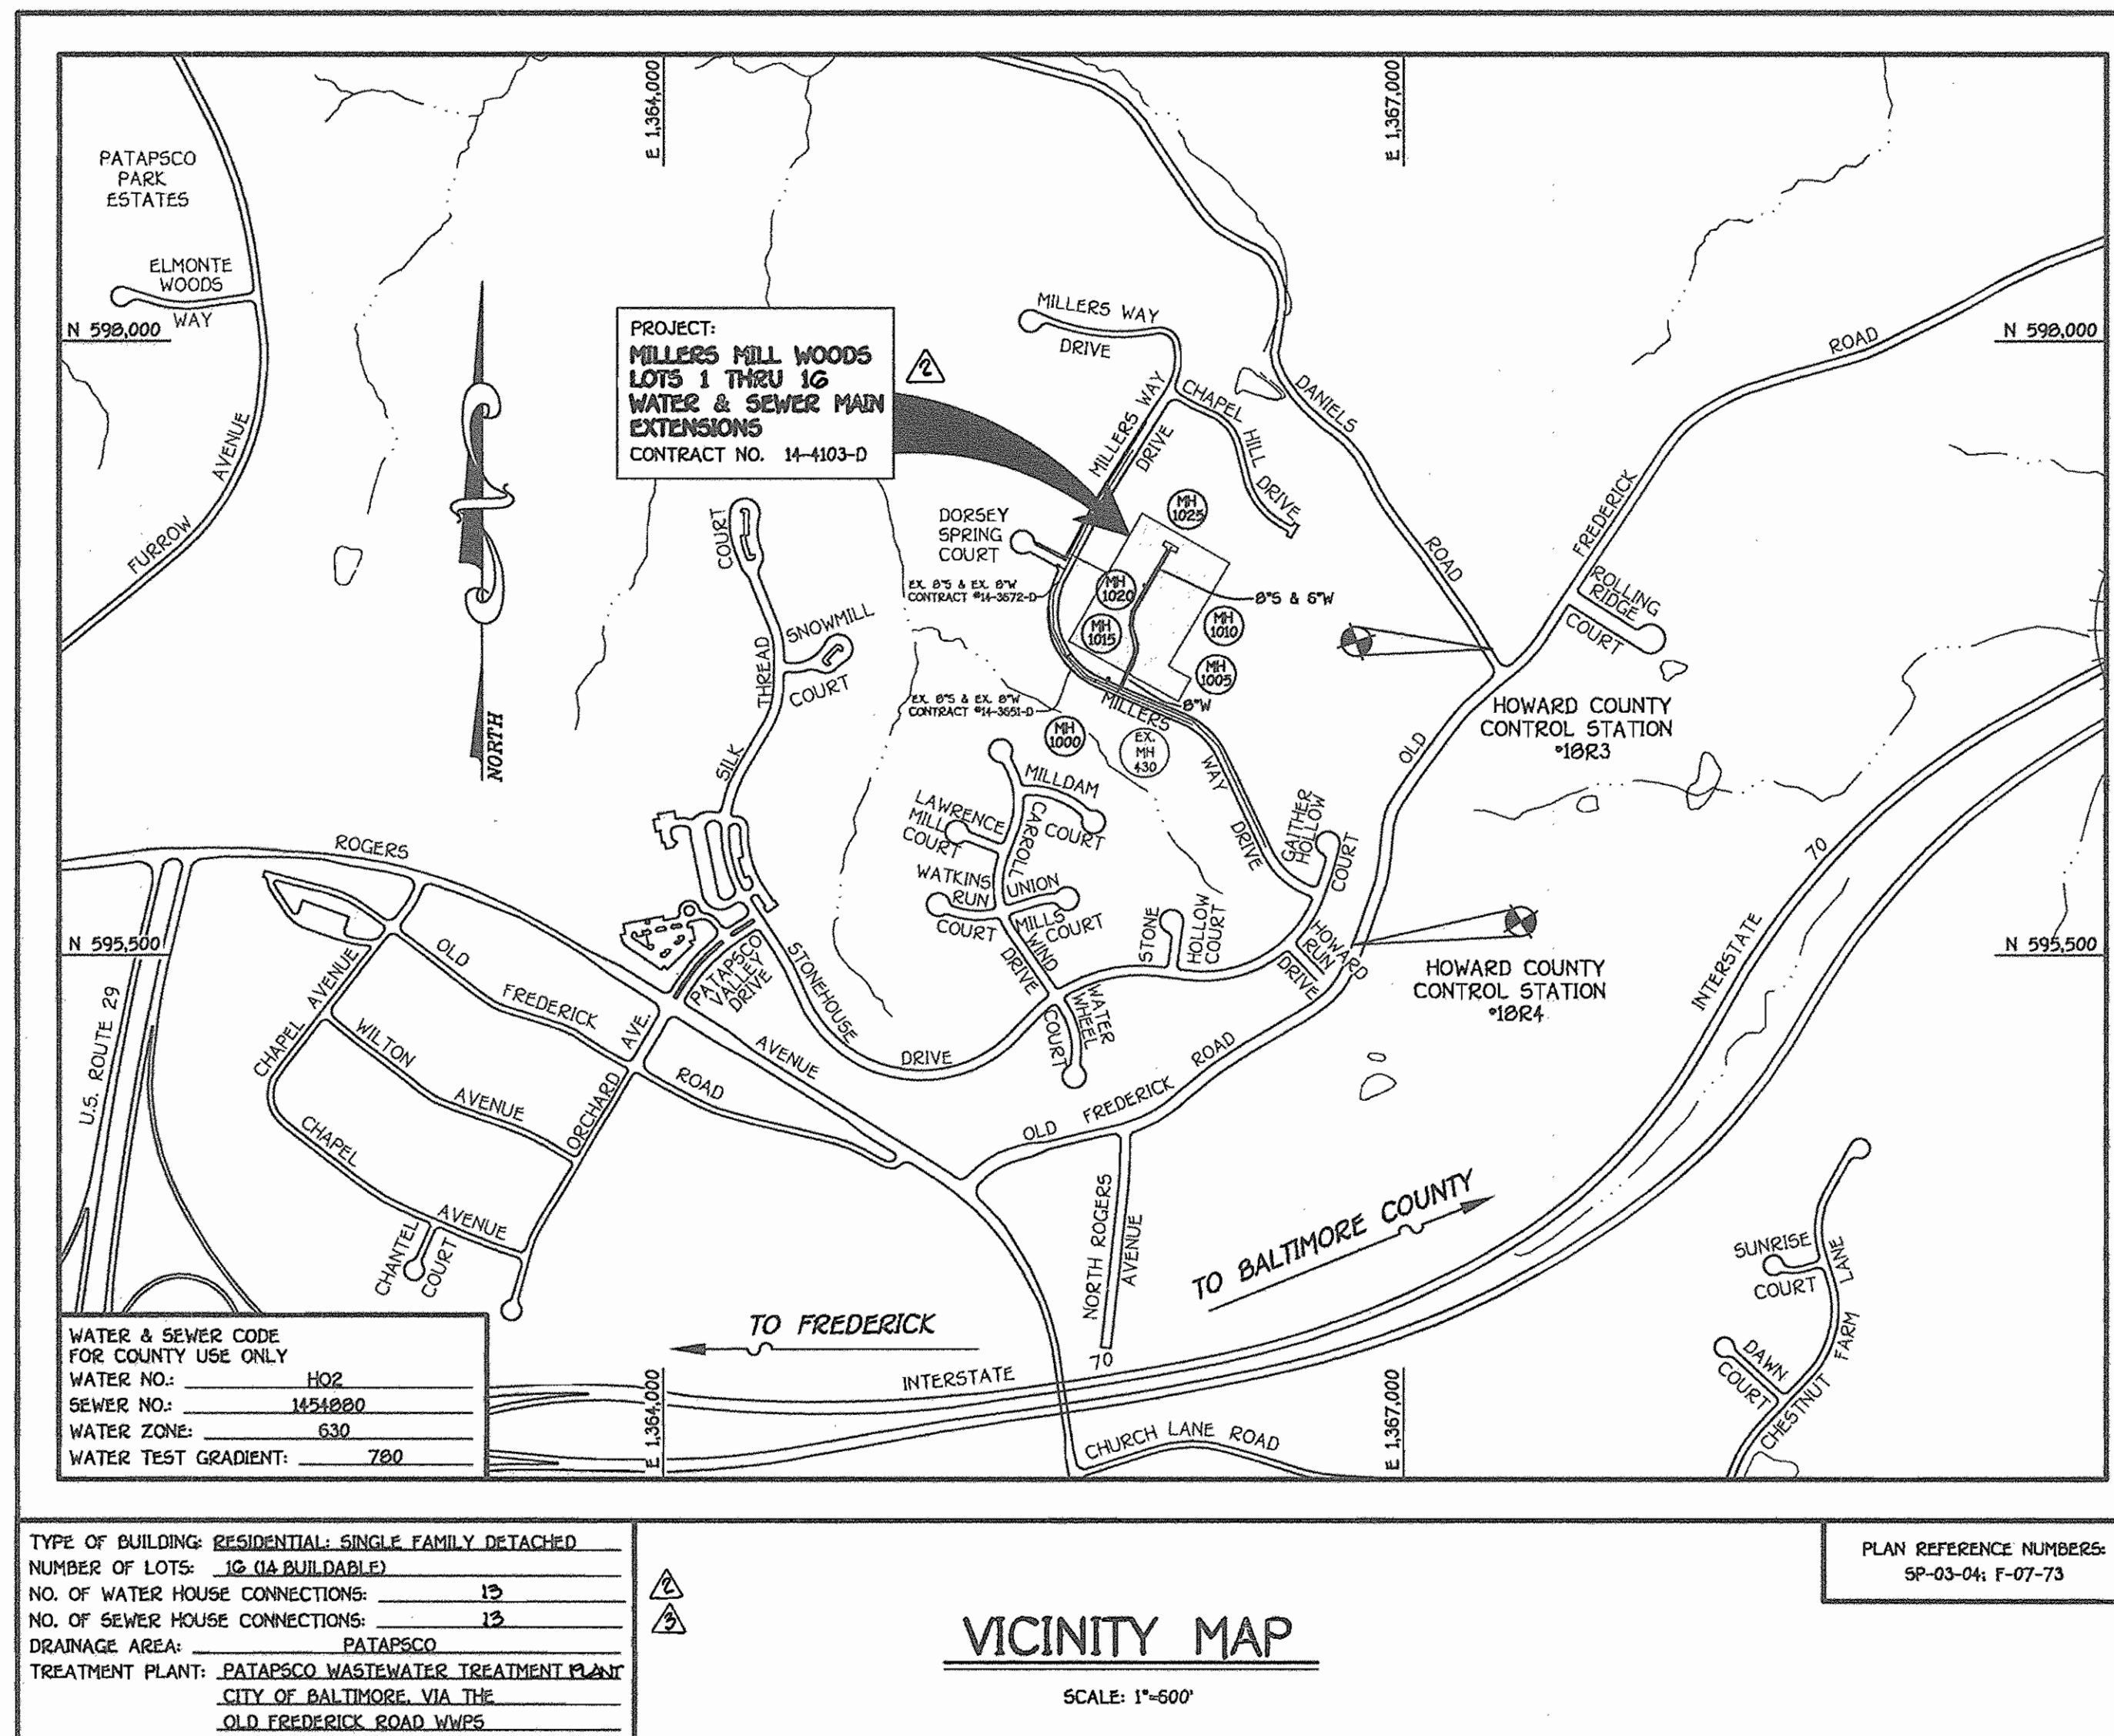 E 1,364,000
E 1,367,000
PATAPSCO
PARK
ESTATES
ELMONTE
WOODS
WAY
N 598,000
N 598,000
FURROW AVENUE
NORTH
PROJECT:
MILLERS MILL WOODS
LOTS 1 THRU 16
WATER & SEWER MAIN
EXTENSIONS
CONTRACT NO. 14-4103-D
2
MILLERS WAY
DRIVE
MILLERS WAY
DRIVE
CHAPEL HILL DRIVE
DANIELS
ROAD
OLD
FREDERICK
ROAD
ROLLING
RIDGE
COURT
DORSEY
SPRING
COURT
EX. 8"S & EX. 8"W
CONTRACT #14-3672-D
MH
1025
MH
1020
MH
1015
MH
1010
MH
1005
8"S & 6"W
8"W
EX. 8"S & EX. 8"W
CONTRACT #14-3651-D
MH
1000
EX.
MH
430
MILLERS
WAY
DRIVE
COURT
SNOWMILL
COURT
SILK
THREAD
HOWARD COUNTY
CONTROL STATION
#18R3
MILLDAM
COURT
LAWRENCE
MILL
COURT
CARROLL
WATKINS
RUN
COURT
UNION
MILLS
COURT
WIND
DRIVE
GAITHER
HOLLOW
COURT
STONE
HOLLOW
COURT
HOWARD
RUN
DRIVE
HOWARD COUNTY
CONTROL STATION
#18R4
ROGERS
AVENUE
N 595,500
N 595,500
U.S. ROUTE 29
CHAPEL AVENUE
OLD
FREDERICK
ROAD
WILTON
AVENUE
ORCHARD
AVE.
CHAPEL
AVENUE
CHANTEL
COURT
PATAPSCO
VALLEY
DRIVE
STONEHOUSE
DRIVE
WATER
WHEEL
COURT
OLD
FREDERICK
ROAD
NORTH ROGERS
AVENUE
INTERSTATE
70
TO BALTIMORE COUNTY
TO FREDERICK
INTERSTATE
70
CHURCH LANE ROAD
SUNRISE
COURT
DAWN
COURT
CHESTNUT
FARM
LANE
E 1,364,000
E 1,367,000
WATER & SEWER CODE
FOR COUNTY USE ONLY
WATER NO.: HO2
SEWER NO.: 1454880
WATER ZONE: 630
WATER TEST GRADIENT: 780
TYPE OF BUILDING: RESIDENTIAL: SINGLE FAMILY DETACHED
NUMBER OF LOTS: 16 (14 BUILDABLE)
NO. OF WATER HOUSE CONNECTIONS: 13
NO. OF SEWER HOUSE CONNECTIONS: 13
DRAINAGE AREA: PATAPSCO
TREATMENT PLANT: PATAPSCO WASTEWATER TREATMENT PLANT
CITY OF BALTIMORE, VIA THE
OLD FREDERICK ROAD WWPS
2
3
VICINITY MAP
SCALE: 1"=600'
PLAN REFERENCE NUMBERS:
SP-03-04; F-07-73